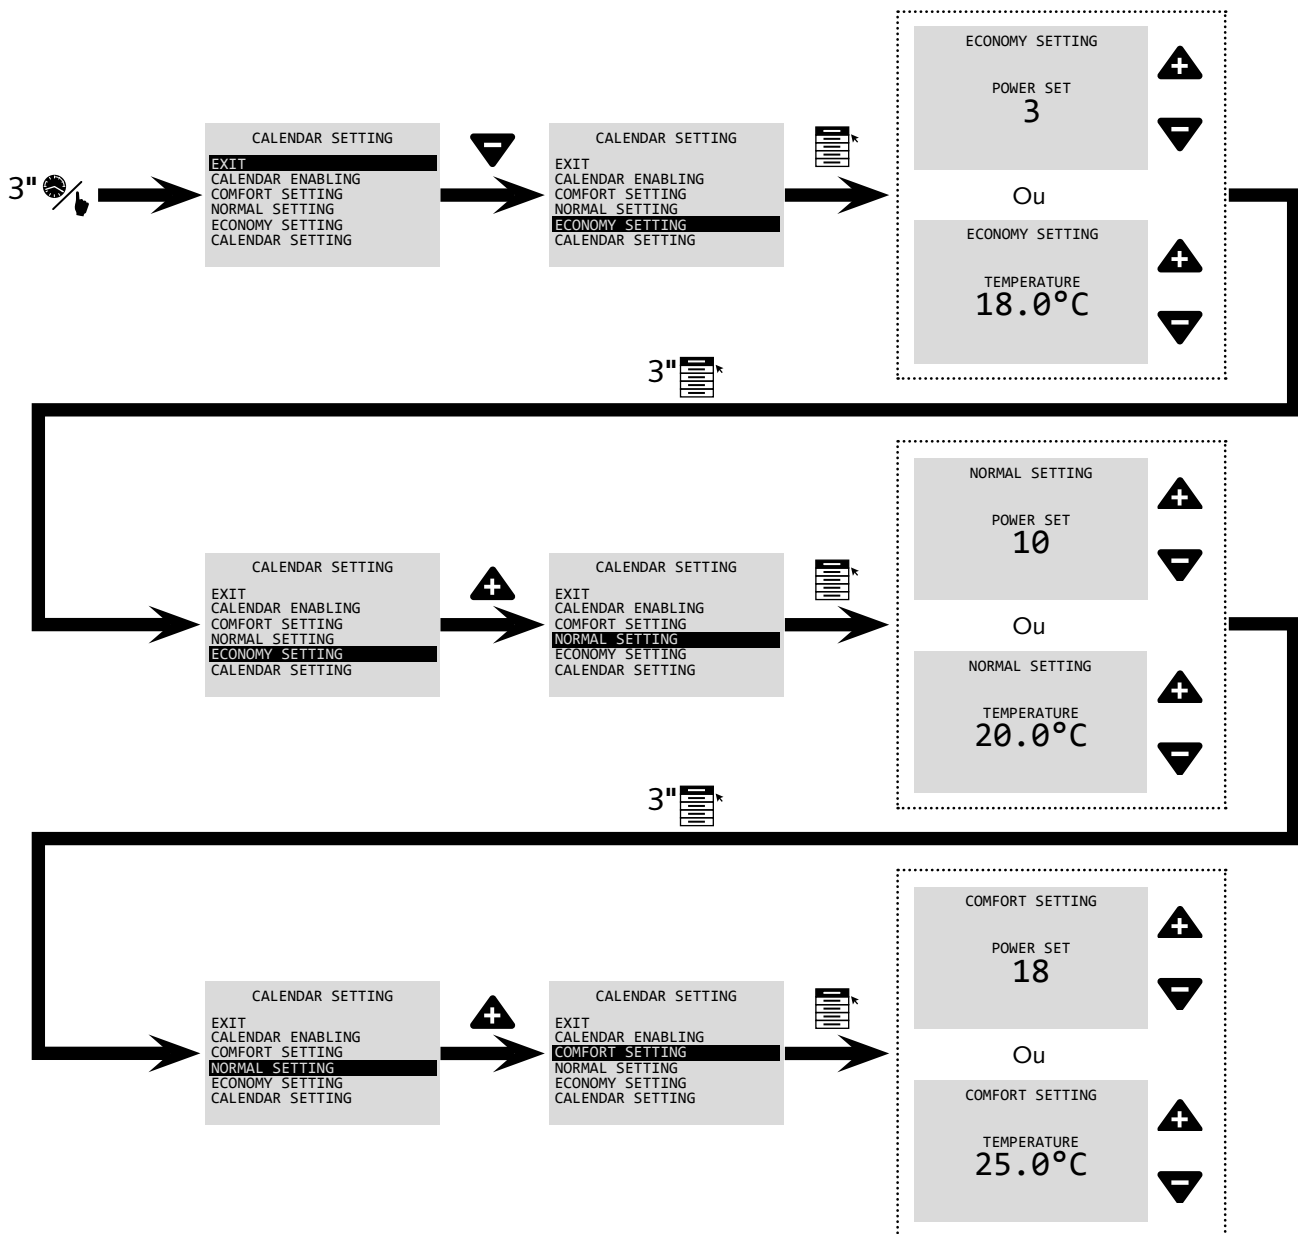 3"
CALENDAR SETTING
EXIT
CALENDAR ENABLING
COMFORT SETTING
NORMAL SETTING
ECONOMY SETTING
CALENDAR SETTING
CALENDAR SETTING
EXIT
CALENDAR ENABLING
COMFORT SETTING
NORMAL SETTING
ECONOMY SETTING
CALENDAR SETTING
ECONOMY SETTING
POWER SET
3
Ou
ECONOMY SETTING
TEMPERATURE
18.0°C
3"
CALENDAR SETTING
EXIT
CALENDAR ENABLING
COMFORT SETTING
NORMAL SETTING
ECONOMY SETTING
CALENDAR SETTING
CALENDAR SETTING
EXIT
CALENDAR ENABLING
COMFORT SETTING
NORMAL SETTING
ECONOMY SETTING
CALENDAR SETTING
NORMAL SETTING
POWER SET
10
Ou
NORMAL SETTING
TEMPERATURE
20.0°C
3"
CALENDAR SETTING
EXIT
CALENDAR ENABLING
COMFORT SETTING
NORMAL SETTING
ECONOMY SETTING
CALENDAR SETTING
CALENDAR SETTING
EXIT
CALENDAR ENABLING
COMFORT SETTING
NORMAL SETTING
ECONOMY SETTING
CALENDAR SETTING
COMFORT SETTING
POWER SET
18
Ou
COMFORT SETTING
TEMPERATURE
25.0°C